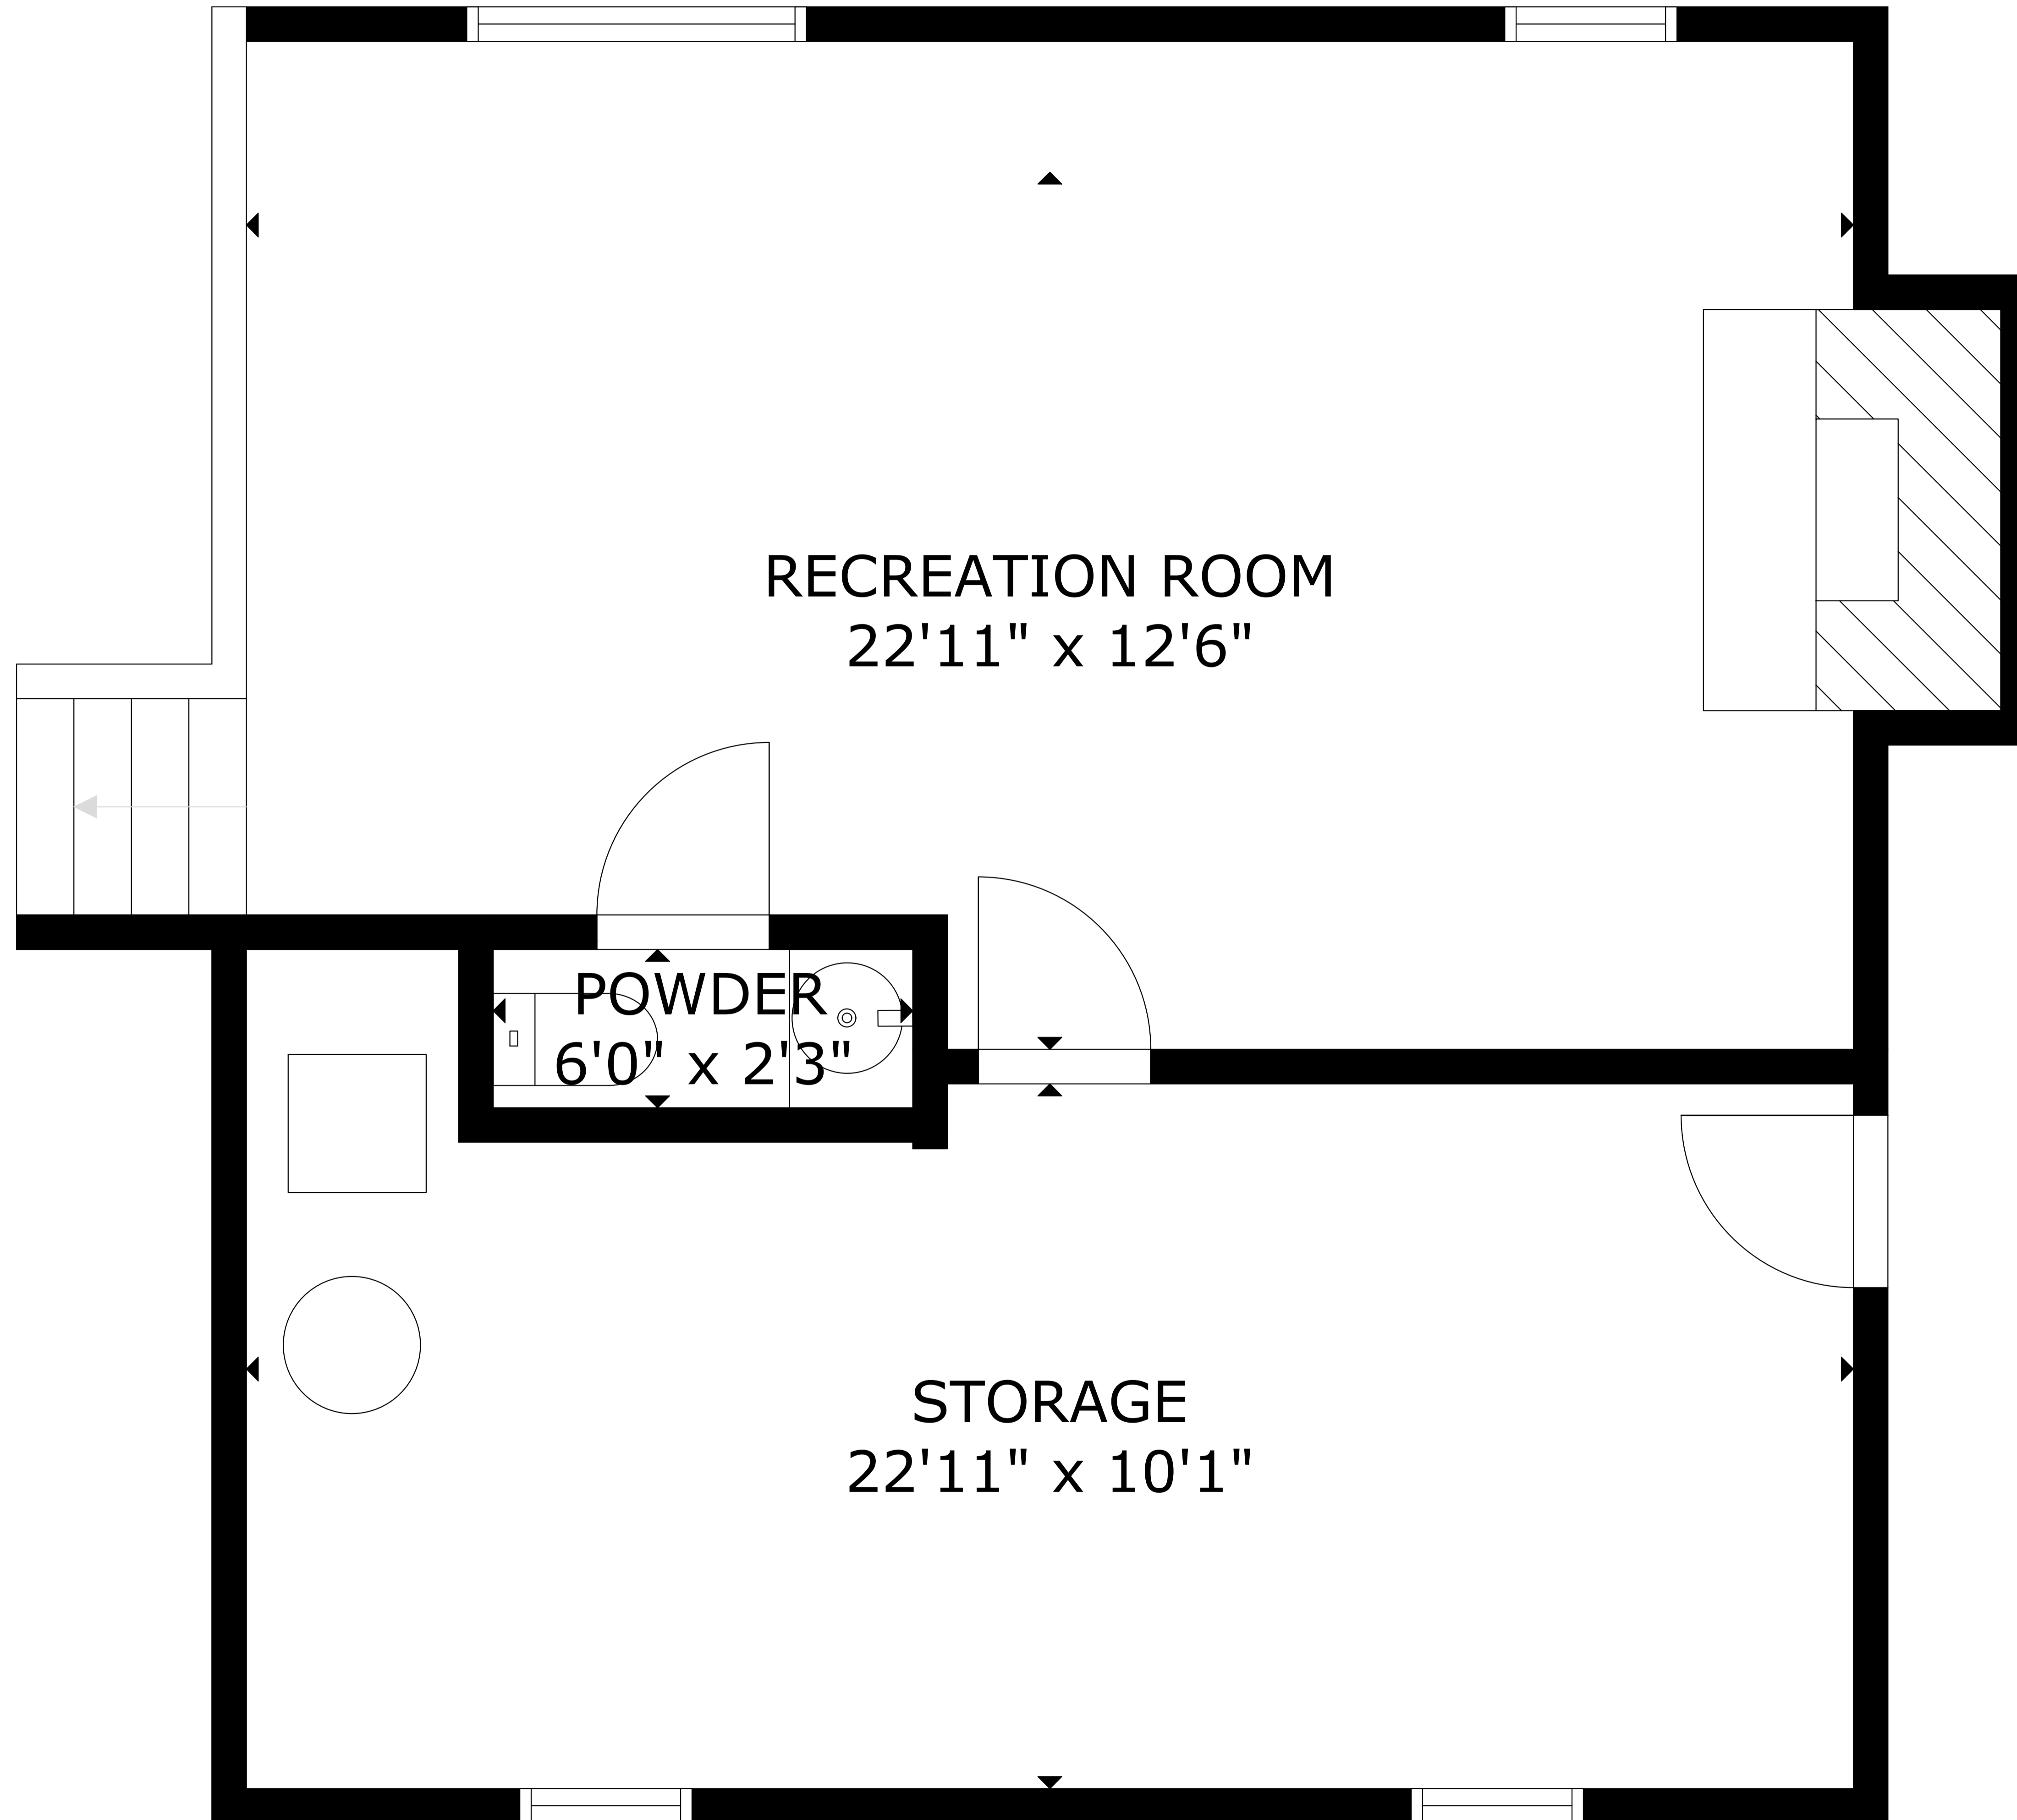 RECREATION ROOM
22'11" x 12'6"
POWDER
6'0" x 2'3"
STORAGE
22'11" x 10'1"